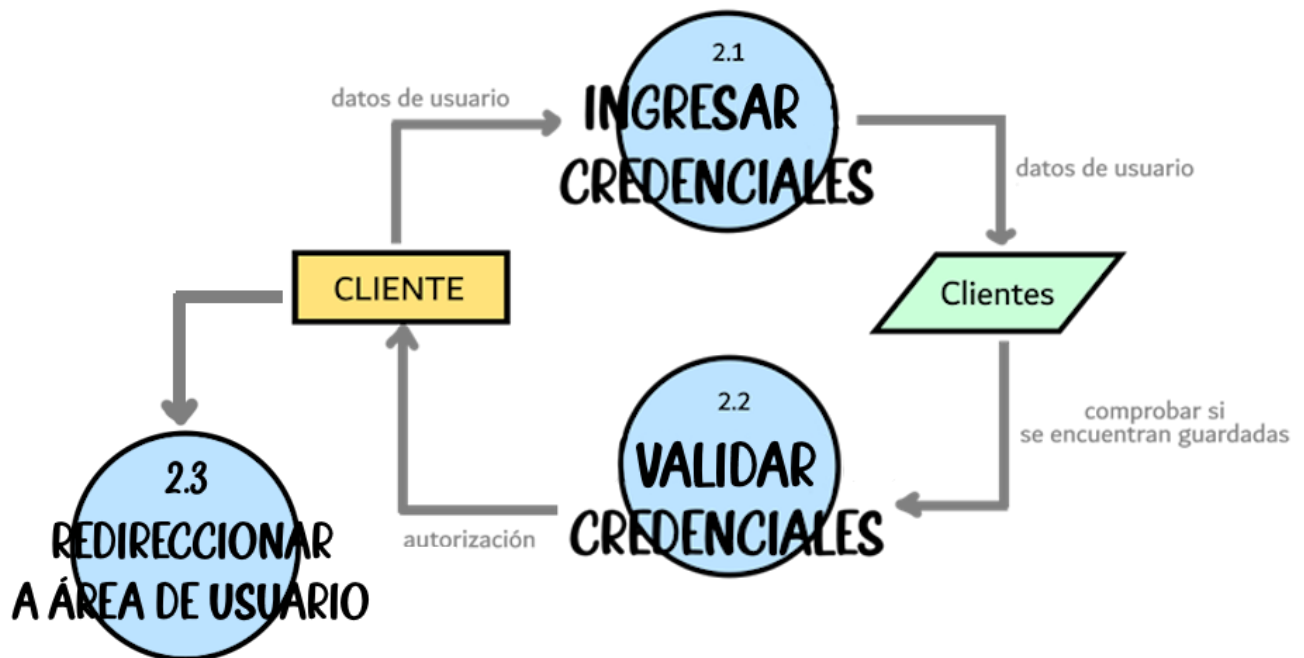 2.1
INGRESAR
CREDENCIALES
datos de usuario
datos de usuario
CLIENTE
Clientes
2.2
VALIDAR
CREDENCIALES
comprobar si
se encuentran guardadas
autorización
2.3
REDIRECCIONAR
A ÁREA DE USUARIO